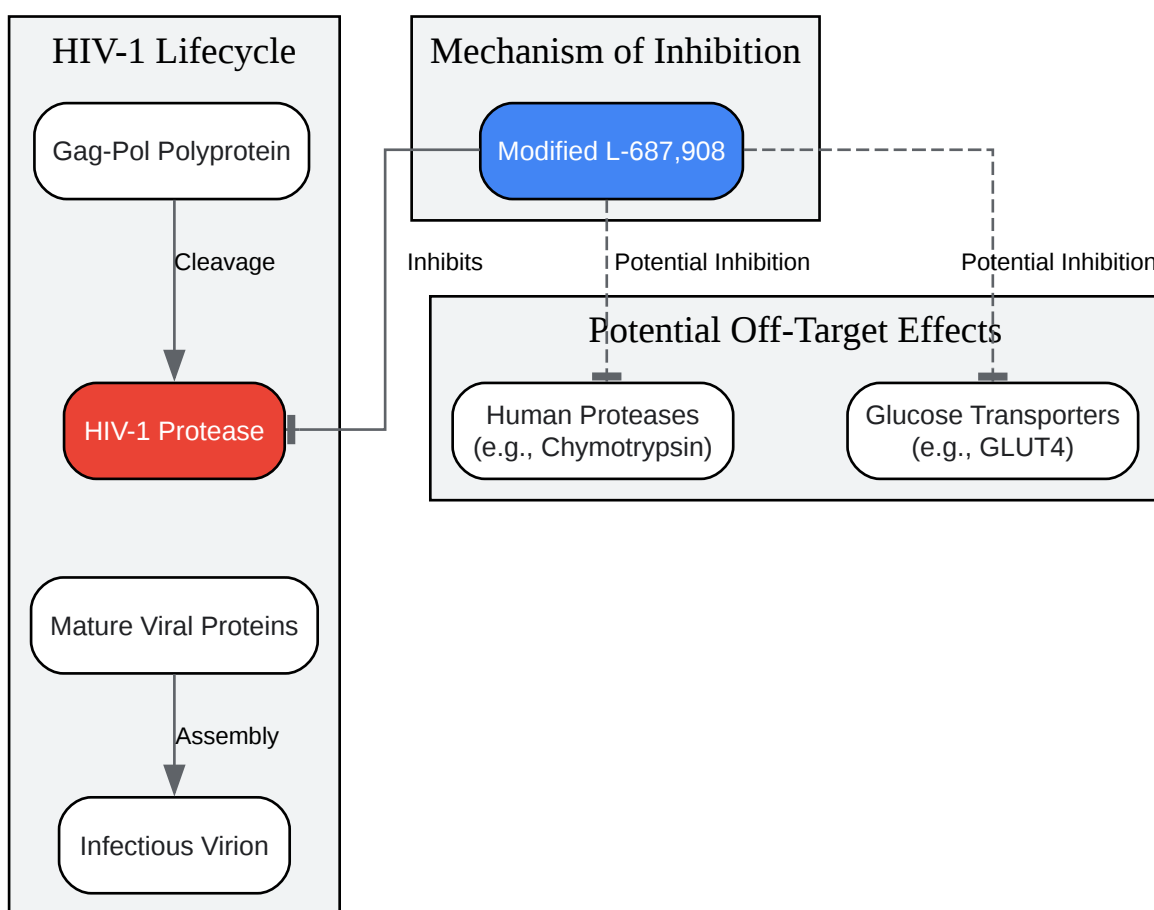 HIV-1 Lifecycle
Gag-Pol Polyprotein
Cleavage
HIV-1 Protease
Mature Viral Proteins
Assembly
Infectious Virion
Mechanism of Inhibition
Modified L-687,908
Inhibits
Potential Inhibition
Potential Inhibition
Potential Off-Target Effects
Human Proteases
(e.g., Chymotrypsin)
Glucose Transporters
(e.g., GLUT4)